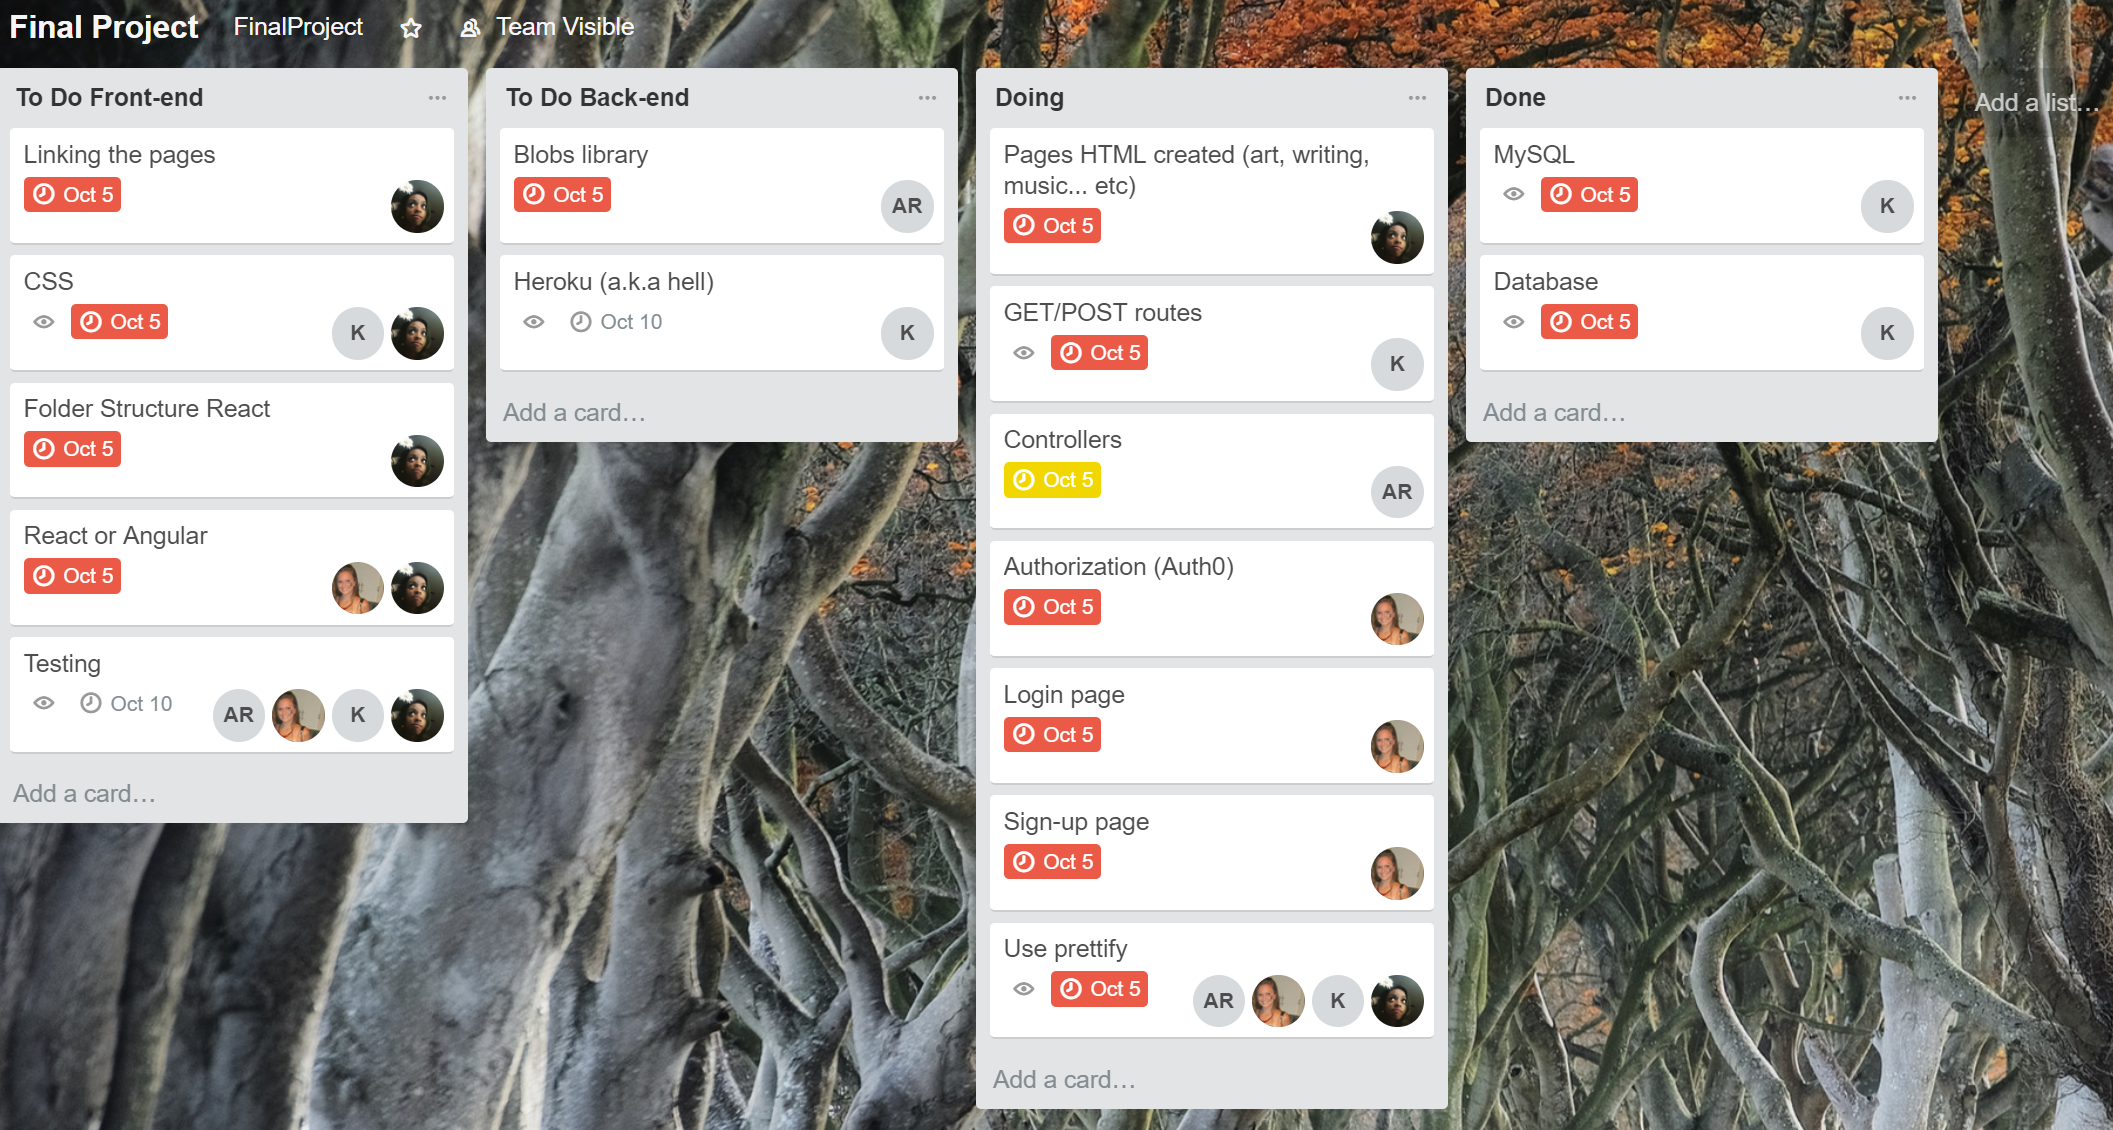 Final Project FinalProject Team Visible
To Do Front-end
Linking the pages
Oct 5
CSS
Oct 5
K
Folder Structure React
Oct 5
React or Angular
Oct 5
Testing
Oct 10
AR K
Add a card…
To Do Back-end
Blobs library
Oct 5
AR
Heroku (a.k.a hell)
Oct 10
K
Add a card…
Doing
Pages HTML created (art, writing,
music... etc)
Oct 5
GET/POST routes
Oct 5
K
Controllers
Oct 5
AR
Authorization (Auth0)
Oct 5
Login page
Oct 5
Sign-up page
Oct 5
Use prettify
Oct 5
AR K
Add a card…
Done
MySQL
Oct 5
K
Database
Oct 5
K
Add a card…
Add a list…